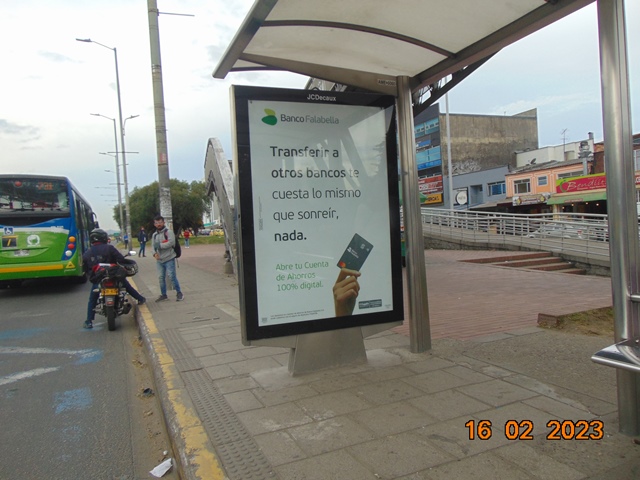 JCDecaux
Banco Falabella
Transferir a
otros bancos te
cuesta lo mismo
que sonreír,
nada.
Abre tu Cuenta
de Ahorros
100% digital.
16 02 2023